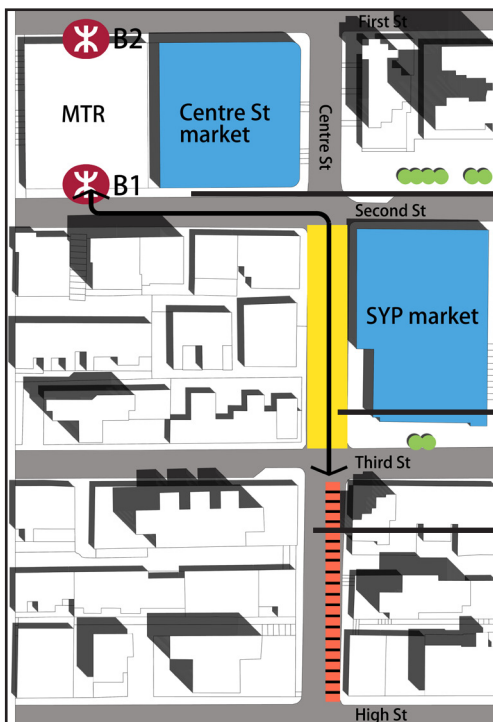 First St
B2
MTR
Centre St
market
Centre St
B1
Second St
SYP market
Third St
High St